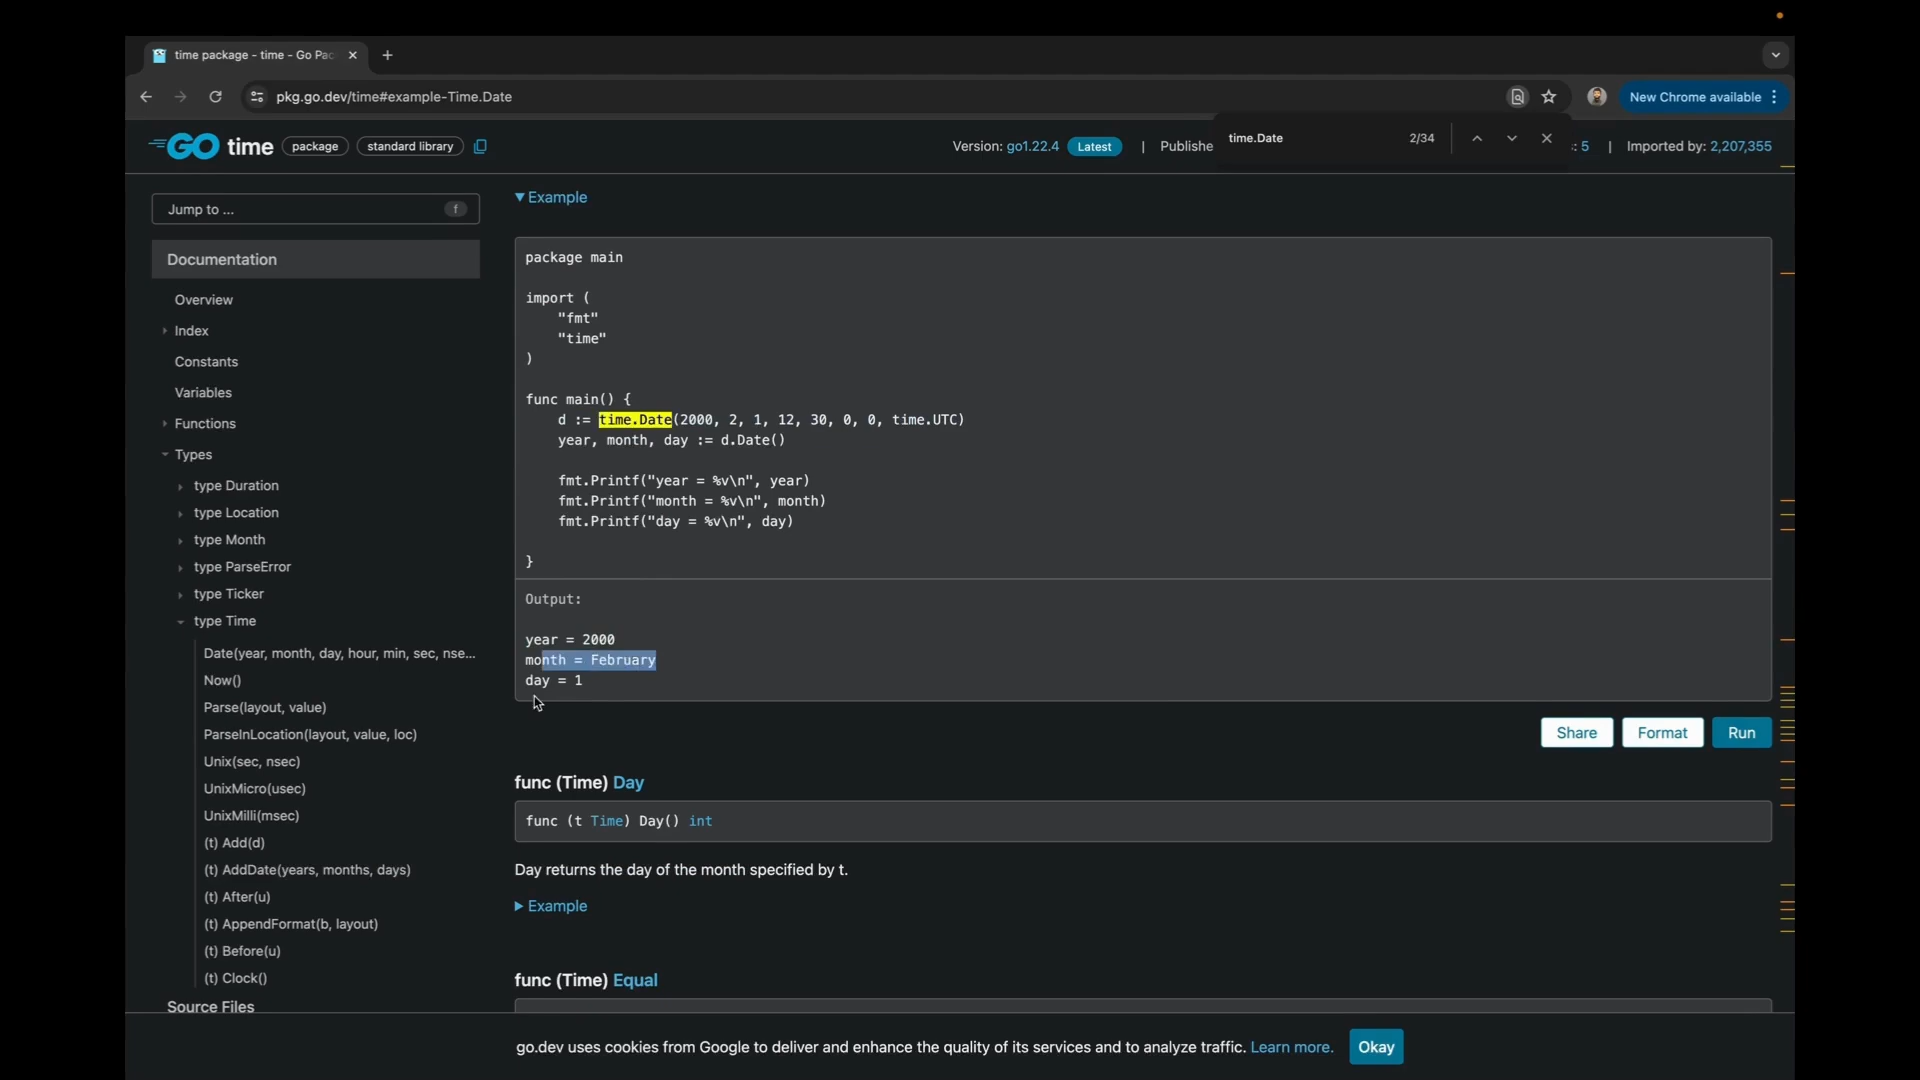 time package - time - Go Pac
pkg.go.dev/time#example-Time.Date
New Chrome available
time.Date 2/34
GO time package standard library
Version: go1.22.4 Latest | Publishe : 5 | Imported by: 2,207,355
Jump to ... f
Documentation
Overview
Index
Constants
Variables
Functions
Types
type Duration
type Location
type Month
type ParseError
type Ticker
type Time
Date(year, month, day, hour, min, sec, nse...
Now()
Parse(layout, value)
ParseInLocation(layout, value, loc)
Unix(sec, nsec)
UnixMicro(usec)
UnixMilli(msec)
(t) Add(d)
(t) AddDate(years, months, days)
(t) After(u)
(t) AppendFormat(b, layout)
(t) Before(u)
(t) Clock()
Source Files
Example
package main
import (
"fmt"
"time"
)
func main() {
d := time.Date(2000, 2, 1, 12, 30, 0, 0, time.UTC)
year, month, day := d.Date()
fmt.Printf("year = %v\n", year)
fmt.Printf("month = %v\n", month)
fmt.Printf("day = %v\n", day)
}
Output:
year = 2000
month = February
day = 1
Share Format Run
func (Time) Day
func (t Time) Day() int
Day returns the day of the month specified by t.
Example
func (Time) Equal
go.dev uses cookies from Google to deliver and enhance the quality of its services and to analyze traffic. Learn more. Okay